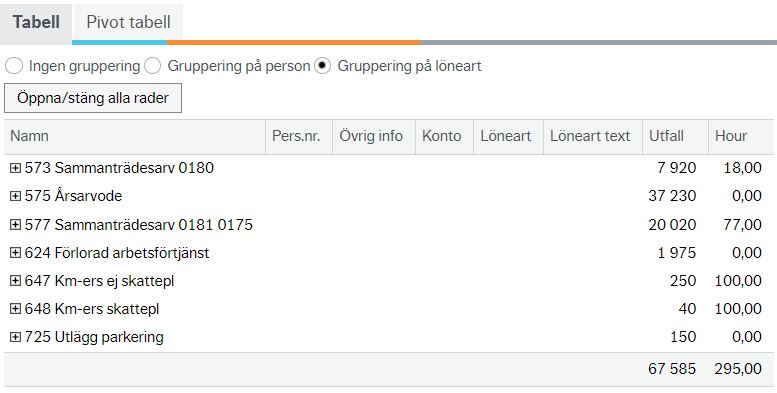 Tabell Pivot tabell
Ingen gruppering Gruppering på person Gruppering på löneart
Öppna/stäng alla rader
Namn Pers.nr. Övrig info Konto Löneart Löneart text Utfall Hour
573 Sammanträdesarv 0180 7 920 18,00
575 Årsarvode 37 230 0,00
577 Sammanträdesarv 0181 0175 20 020 77,00
624 Förlorad arbetsförtjänst 1 975 0,00
647 Km-ers ej skattepl 250 100,00
648 Km-ers skattepl 40 100,00
725 Utlägg parkering 150 0,00
67 585 295,00